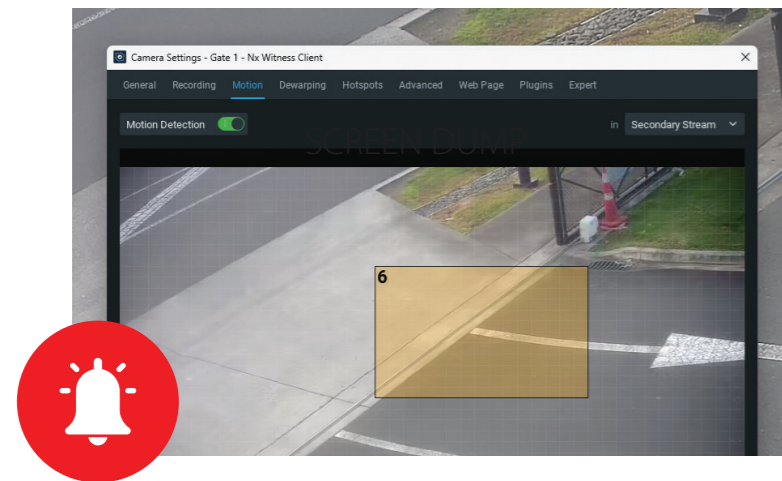 Camera Settings - Gate 1 - Nx Witness Client
General Recording Motion Dewarping Hotspots Advanced Web Page Plugins Expert
Motion Detection in Secondary Stream
SCREEN DUMP
6